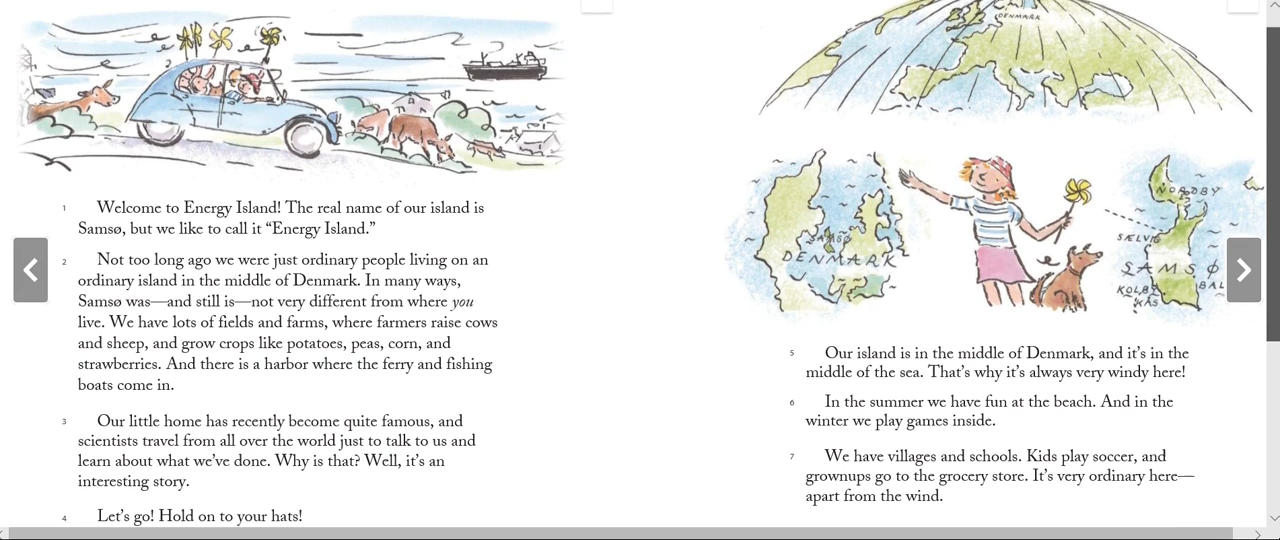 1 Welcome to Energy Island! The real name of our island is
Samsø, but we like to call it “Energy Island.”
2 Not too long ago we were just ordinary people living on an
ordinary island in the middle of Denmark. In many ways,
Samsø was—and still is—not very different from where you
live. We have lots of fields and farms, where farmers raise cows
and sheep, and grow crops like potatoes, peas, corn, and
strawberries. And there is a harbor where the ferry and fishing
boats come in.
3 Our little home has recently become quite famous, and
scientists travel from all over the world just to talk to us and
learn about what we’ve done. Why is that? Well, it’s an
interesting story.
4 Let’s go! Hold on to your hats!
DENMARK
SAMSØ
DENMARK
NORDBY
SÆLVIG
SAMSØ
KOLBY
KÅS
BAL
5 Our island is in the middle of Denmark, and it’s in the
middle of the sea. That’s why it’s always very windy here!
6 In the summer we have fun at the beach. And in the
winter we play games inside.
7 We have villages and schools. Kids play soccer, and
grownups go to the grocery store. It’s very ordinary here—
apart from the wind.